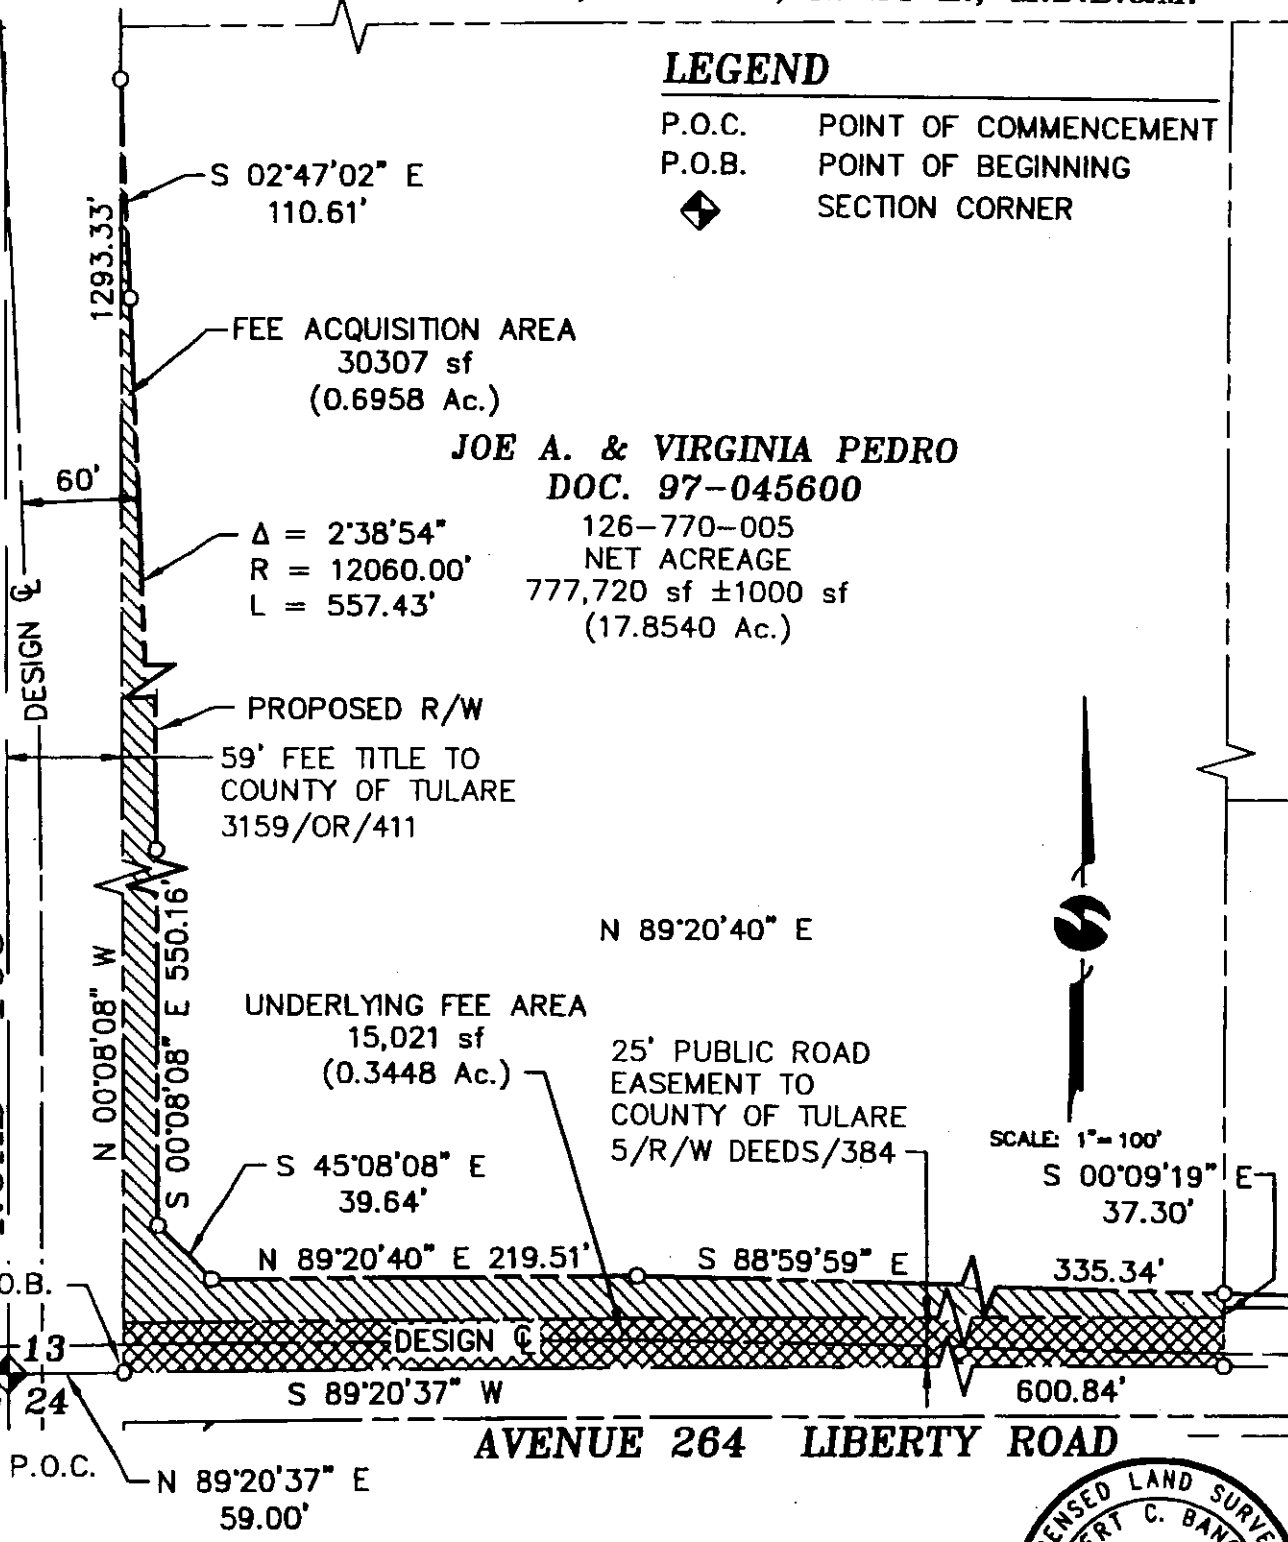 LEGEND
P.O.C. POINT OF COMMENCEMENT
P.O.B. POINT OF BEGINNING
SECTION CORNER
S 02°47'02" E
110.61'
1293.33'
FEE ACQUISITION AREA
30307 sf
(0.6958 Ac.)
JOE A. & VIRGINIA PEDRO
DOC. 97-045600
126-770-005
NET ACREAGE
777,720 sf ±1000 sf
(17.8540 Ac.)
60'
Δ = 2°38'54"
R = 12060.00'
L = 557.43'
DESIGN ℄
PROPOSED R/W
59' FEE TITLE TO
COUNTY OF TULARE
3159/OR/411
N 89°20'40" E
N 00°08'08" W
S 00°08'08" E 550.16'
UNDERLYING FEE AREA
15,021 sf
(0.3448 Ac.)
25' PUBLIC ROAD
EASEMENT TO
COUNTY OF TULARE
5/R/W DEEDS/384
SCALE: 1"=100'
S 00°09'19" E
37.30'
S 45°08'08" E
39.64'
N 89°20'40" E 219.51'
S 88°59'59" E
335.34'
O.B.
13
24
DESIGN ℄
S 89°20'37" W
600.84'
AVENUE 264 LIBERTY ROAD
P.O.C.
N 89°20'37" E
59.00'
ENSED LAND SURVE
ERT C. BANG